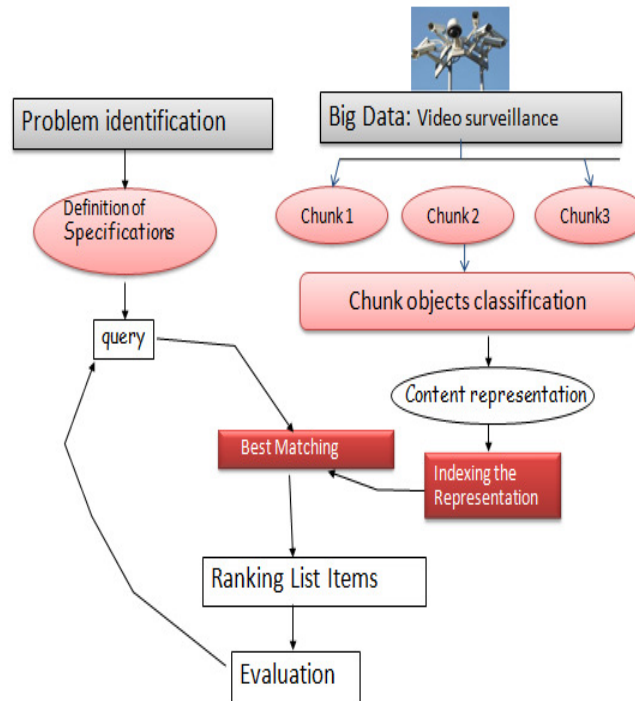 Problem identification
Big Data: Video surveillance
Definition of
Specifications
Chunk 1
Chunk 2
Chunk3
Chunk objects classification
query
Content representation
Best Matching
Indexing the
Representation
Ranking List Items
Evaluation